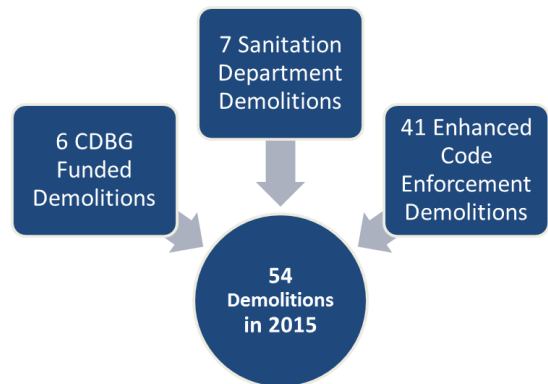 7 Sanitation
Department
Demolitions
6 CDBG
Funded
Demolitions
41 Enhanced
Code
Enforcement
Demolitions
54
Demolitions
in 2015